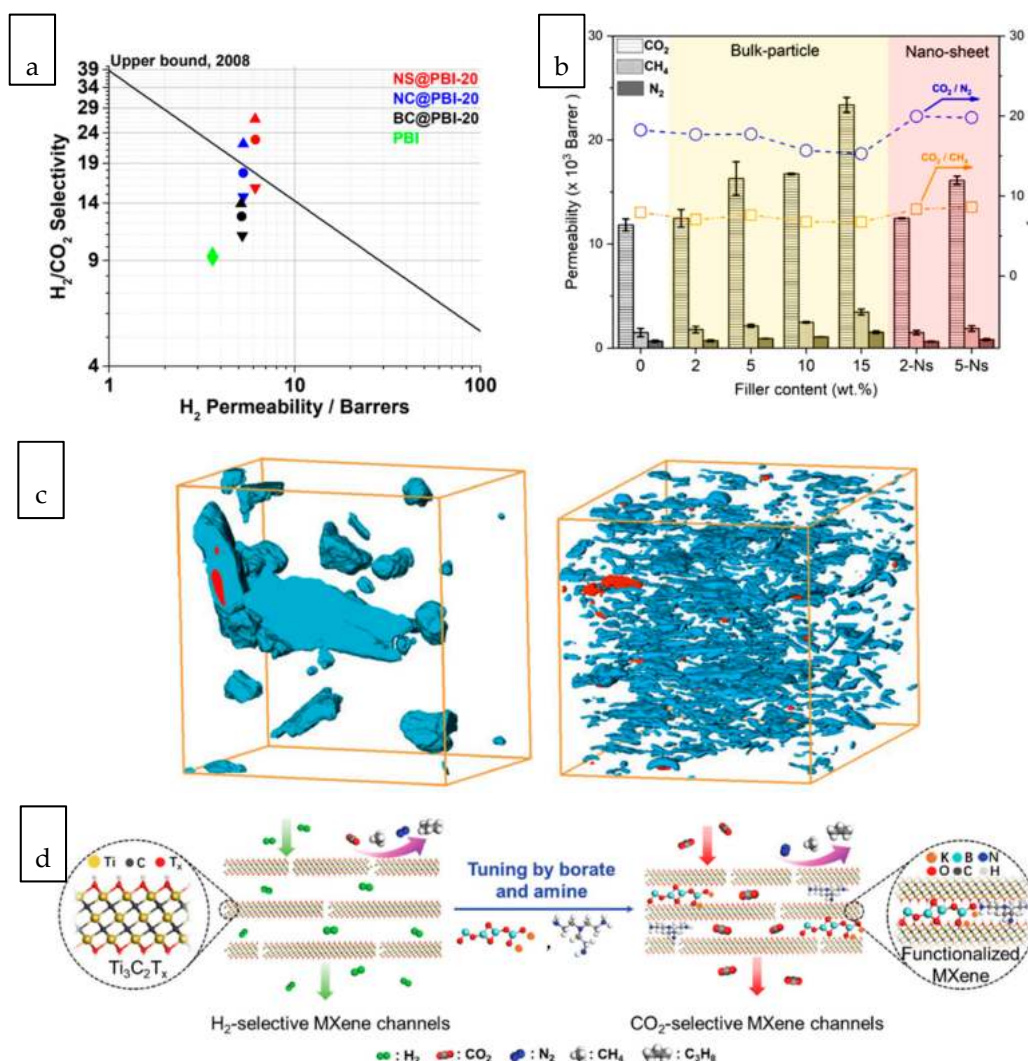 a
Upper bound, 2008
39
34
29
24
19
14
9
4
NS@PBI-20
NC@PBI-20
BC@PBI-20
PBI
H₂/CO₂ Selectivity
1
10
100
H₂ Permeability / Barrers
b
30
20
10
0
Permeability (x 10³ Barrer)
CO₂
CH₄
N₂
Bulk-particle
Nano-sheet
CO₂ / N₂
CO₂ / CH₄
30
20
10
0
0
2
5
10
15
2-Ns
5-Ns
Filler content (wt.%)
c
d
Ti C Tₓ
Ti₃C₂Tₓ
Tuning by borate
and amine
,
K B N
O C H
Functionalized
MXene
H₂-selective MXene channels
CO₂-selective MXene channels
: H₂ : CO₂ : N₂ : CH₄ : C₃H₈